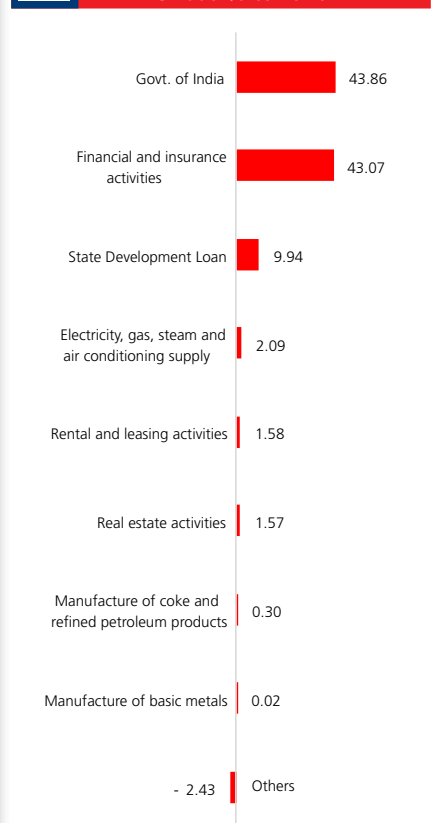 Govt. of India 43.86
Financial and insurance
activities 43.07
State Development Loan 9.94
Electricity, gas, steam and
air conditioning supply 2.09
Rental and leasing activities 1.58
Real estate activities 1.57
Manufacture of coke and
refined petroleum products 0.30
Manufacture of basic metals 0.02
- 2.43 Others